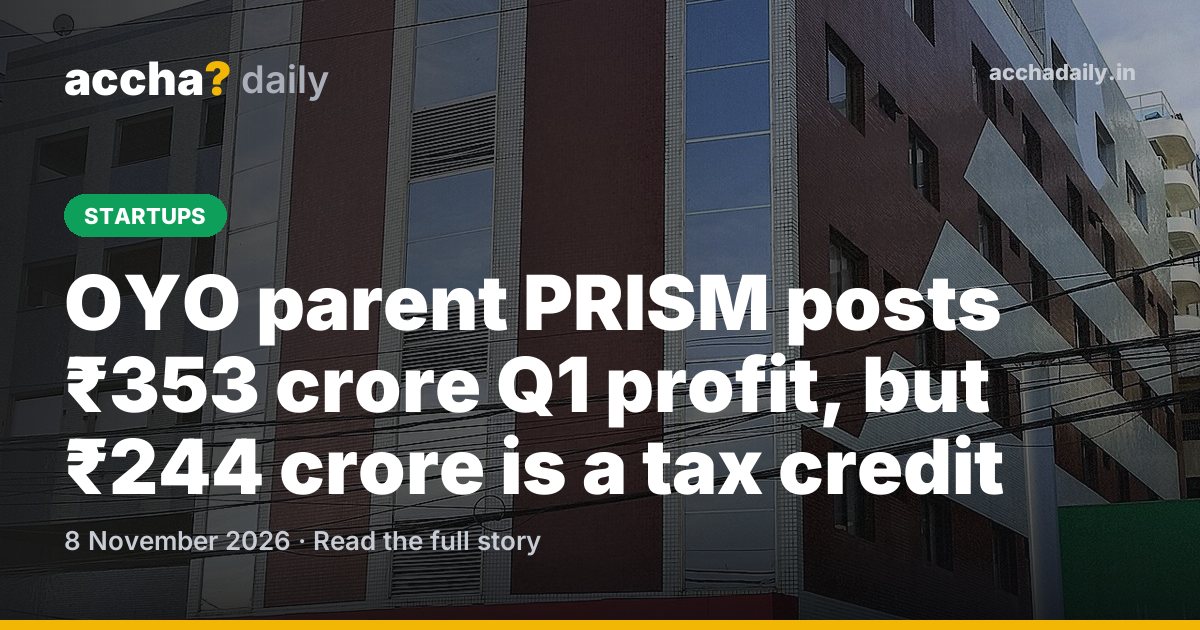 accha? daily
acchadaily.in
STARTUPS
OYO parent PRISM posts
₹353 crore Q1 profit, but
₹244 crore is a tax credit
8 November 2026 · Read the full story